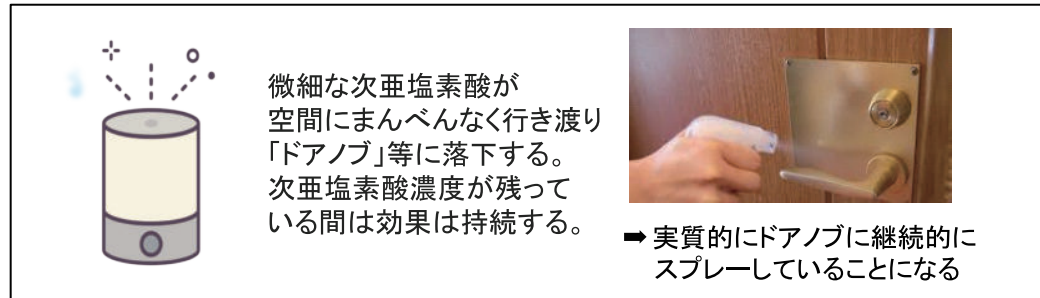 微細な次亜塩素酸が
空間にまんべんなく行き渡り
「ドアノブ」等に落下する。
次亜塩素酸濃度が残って
いる間は効果は持続する。
➡ 実質的にドアノブに継続的に
スプレーしていることになる